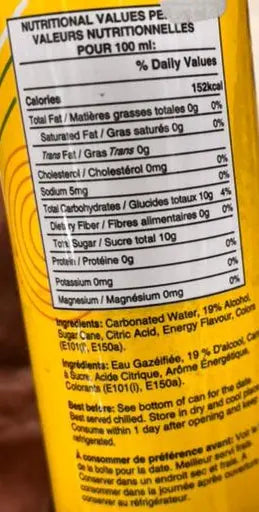 NUTRITIONAL VALUES PE
VALEURS NUTRITIONNELLES
POUR 100 ml:
% Daily Values
Calories 152kcal
Total Fat / Matières grasses totales 0g 0%
Saturated Fat / Gras saturés 0g 0%
Trans Fat / Gras Trans 0g
Cholesterol / Cholestérol 0mg 0%
Sodium 5mg 0%
Total Carbohydrates / Glucides totaux 10g 4%
Dietary Fiber / Fibres alimentaires 0g 0%
Total Sugar / Sucre total 10g 0%
Protein / Protéine 0g
Potassium 0mg 0%
Magnesium / Magnésium 0mg 0%
Ingredients: Carbonated Water, 19% Alcohol,
Sugar Cane, Citric Acid, Energy Flavour, Colors
(E101(i), E150a).
Ingrédients: Eau Gazéifiée, 19 % D'alcool, Can
à Sucre, Acide Citrique, Arôme Énergétique,
Colorants (E101(i), E150a).
Best before: See bottom of can for the date.
Best served chilled. Store in dry and cool place
Consume within 1 day after opening and keep
refrigerated.
À consommer de préférence avant: Voir le
de la boîte pour la date. Meilleur servi frais.
Conserver dans un endroit sec et frais. À
consommer dans la journée après ouverture
conserver au réfrigérateur.